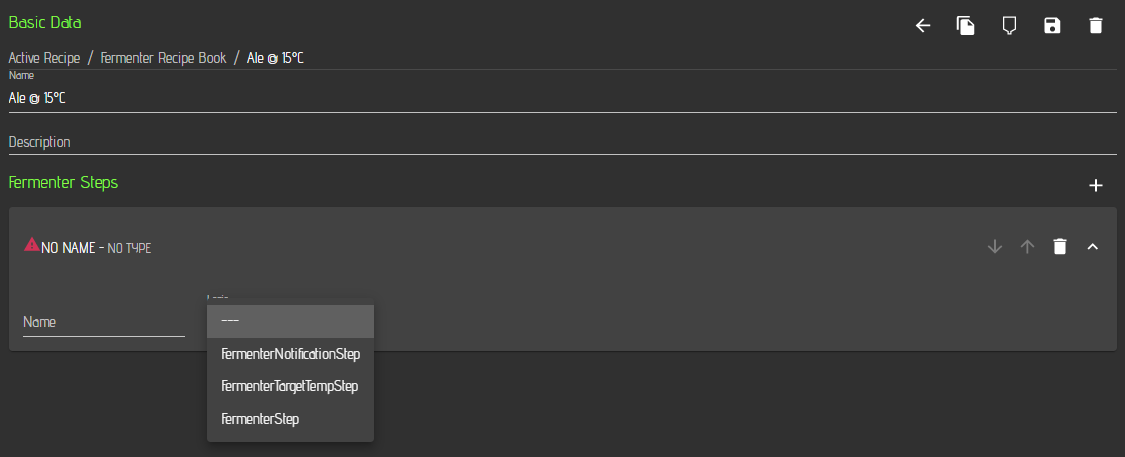 Basic Data
Active Recipe / Fermenter Recipe Book / Ale @ 15°C
Name
Ale @ 15°C
Description
Fermenter Steps
NO NAME - NO TYPE
Name
---
FermenterNotificationStep
FermenterTargetTempStep
FermenterStep